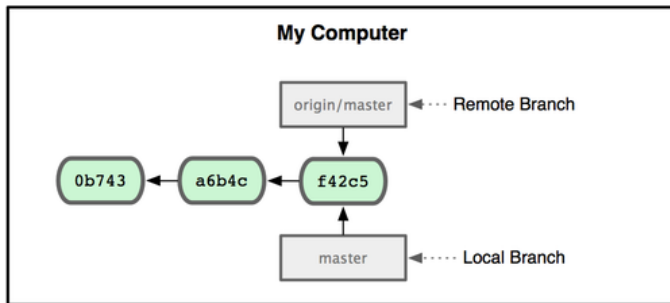 My Computer
origin/master
Remote Branch
0b743
a6b4c
f42c5
master
Local Branch